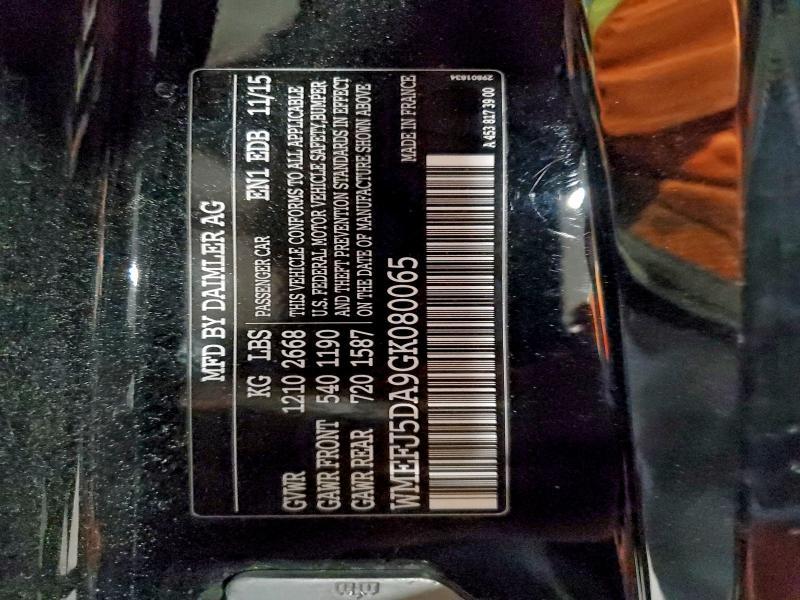 MFD BY DAIMLER AG
KG LBS PASSENGER CAR EN1 EDB 11/15
GVWR 1210 2668 THIS VEHICLE CONFORMS TO ALL APPLICABLE
GAWR FRONT 540 1190 U.S. FEDERAL MOTOR VEHICLE SAFETY,BUMPER
AND THEFT PREVENTION STANDARDS IN EFFECT
GAWR REAR 720 1587 ON THE DATE OF MANUFACTURE SHOWN ABOVE
WMEFJ5DA9GK080065 MADE IN FRANCE
29801634
A 453 817 39 00